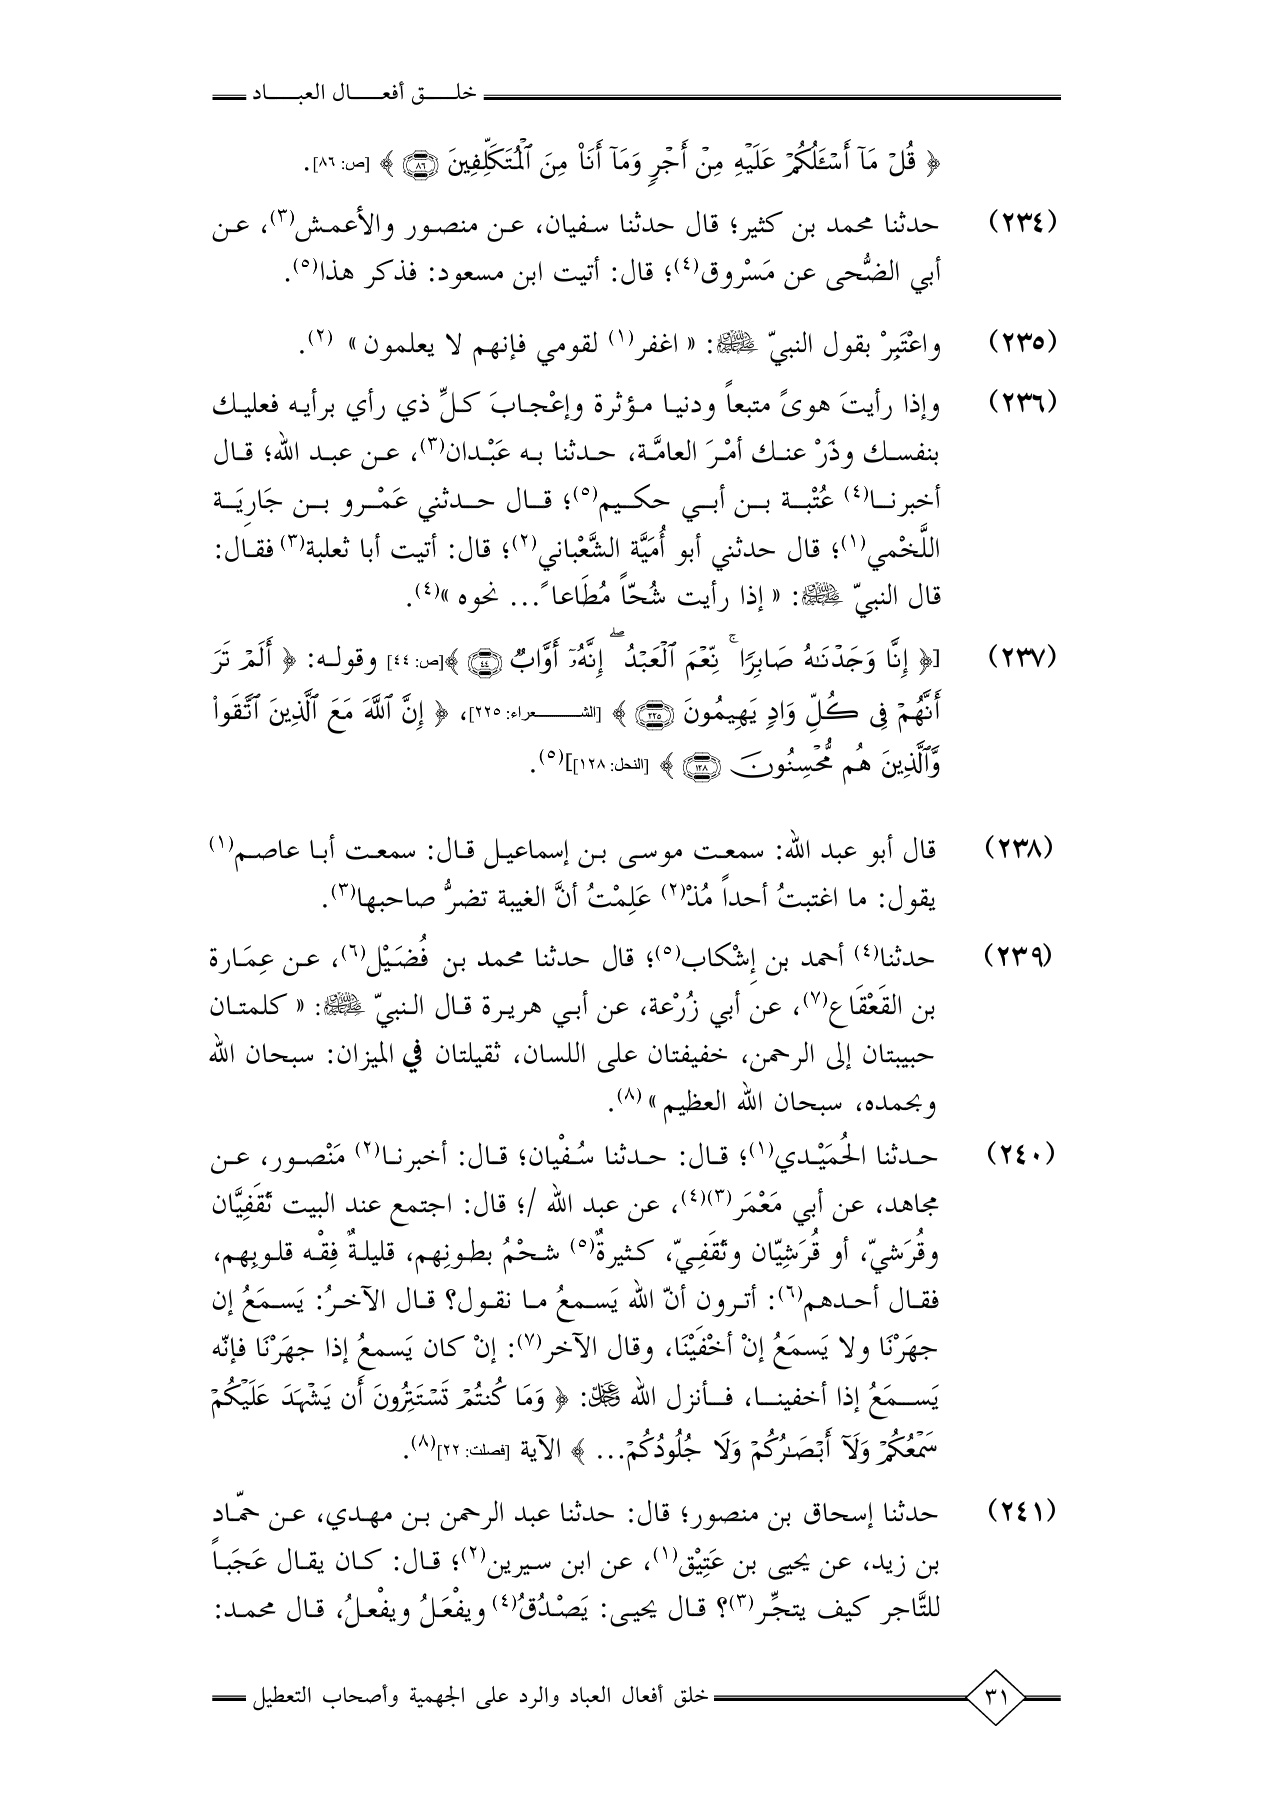 خلق أفعال العباد
﴿ قُلْ مَآ أَسْـَٔلُكُمْ عَلَيْهِ مِنْ أَجْرٍ وَمَآ أَنَا۠ مِنَ ٱلْمُتَكَلِّفِينَ ٨٦ ﴾ [ص: ٨٦].
(٢٣٤) حدثنا محمد بن كثير؛ قال حدثنا سفيان، عن منصور والأعمش(٣)، عن
أبي الضُّحى عن مَسْروق(٤)؛ قال: أتيت ابن مسعود: فذكر هذا(٥).
(٢٣٥) واعْتَبِرْ بقول النبيّ ﷺ: « اغفر(١) لقومي فإنهم لا يعلمون » (٢).
(٢٣٦) وإذا رأيتَ هوىً متبعاً ودنيا مؤثرة وإعْجابَ كلِّ ذي رأي برأيه فعليك
بنفسك وذَرْ عنك أمْرَ العامَّة، حدثنا به عَبْدان(٣)، عن عبد الله؛ قال
أخبرنا(٤) عُتْبة بن أبي حكيم(٥)؛ قال حدثني عَمْرو بن جَارِيَة
اللَّخْمي(١)؛ قال حدثني أبو أُمَيَّة الشَّعْباني(٢)؛ قال: أتيت أبا ثعلبة(٣) فقال:
قال النبيّ ﷺ: « إذا رأيت شُحّاً مُطَاعاً ... نحوه »(٤).
(٢٣٧) [﴿ إِنَّا وَجَدْنَٰهُ صَابِرًا ۚ نِّعْمَ ٱلْعَبْدُ ۖ إِنَّهُۥٓ أَوَّابٌ ٤٤ ﴾[ص: ٤٤] وقوله: ﴿ أَلَمْ تَرَ
أَنَّهُمْ فِى كُلِّ وَادٍ يَهِيمُونَ ٢٢٥ ﴾ [الشعراء: ٢٢٥]، ﴿ إِنَّ ٱللَّهَ مَعَ ٱلَّذِينَ ٱتَّقَوا۟
وَّٱلَّذِينَ هُم مُّحْسِنُونَ ١٢٨ ﴾ [النحل: ١٢٨]](٥).
(٢٣٨) قال أبو عبد الله: سمعت موسى بن إسماعيل قال: سمعت أبا عاصم(١)
يقول: ما اغتبتُ أحداً مُذْ(٢) عَلِمْتُ أنَّ الغيبة تضرُّ صاحبها(٣).
(٢٣٩) حدثنا(٤) أحمد بن إشْكاب(٥)؛ قال حدثنا محمد بن فُضَيْل(٦)، عن عِمَارة
بن القَعْقَاع(٧)، عن أبي زُرْعة، عن أبي هريرة قال النبيّ ﷺ: « كلمتان
حبيبتان إلى الرحمن، خفيفتان على اللسان، ثقيلتان في الميزان: سبحان الله
وبحمده، سبحان الله العظيم »(٨).
(٢٤٠) حدثنا الحُمَيْدي(١)؛ قال: حدثنا سُفْيان؛ قال: أخبرنا(٢) مَنْصور، عن
مجاهد، عن أبي مَعْمَر(٣)(٤)، عن عبد الله /؛ قال: اجتمع عند البيت ثَقَفِيَّان
وقُرَشيّ، أو قُرَشِيّان وثَقَفِيّ، كثيرةٌ(٥) شحْمُ بطونِهم، قليلةٌ فِقْه قلوبِهم،
فقال أحدهم(٦): أترون أنّ الله يَسمعُ ما نقول؟ قال الآخرُ: يَسمَعُ إن
جهَرْنَا ولا يَسمَعُ إنْ أخْفَيْنَا، وقال الآخر(٧): إنْ كان يَسمعُ إذا جهَرْنَا فإنّه
يَسمَعُ إذا أخفينا، فأنزل الله عزوجل: ﴿ وَمَا كُنتُمْ تَسْتَتِرُونَ أَن يَشْهَدَ عَلَيْكُمْ
سَمْعُكُمْ وَلَآ أَبْصَٰرُكُمْ وَلَا جُلُودُكُمْ... ﴾ الآية [فصلت: ٢٢](٨).
(٢٤١) حدثنا إسحاق بن منصور؛ قال: حدثنا عبد الرحمن بن مهدي، عن حمّاد
بن زيد، عن يحيى بن عَتِيْق(١)، عن ابن سيرين(٢)؛ قال: كان يقال عَجَباً
للتَّاجر كيف يتجِّر(٣)؟ قال يحيى: يَصْدُقُ(٤) ويفْعَلُ ويفْعلُ، قال محمد:
٣١ خلق أفعال العباد والرد على الجهمية وأصحاب التعطيل